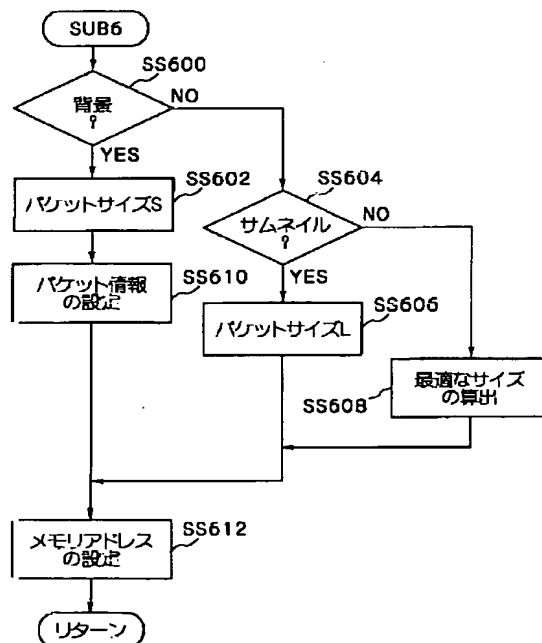 SUB6
SS600
背景
?
NO
YES
SS602
パケットサイズS
SS604
サムネイル
?
NO
YES
SS610
パケット情報
の設定
SS606
パケットサイズL
最適なサイズ
の算出
SS608
SS612
メモリアドレス
の設定
リターン